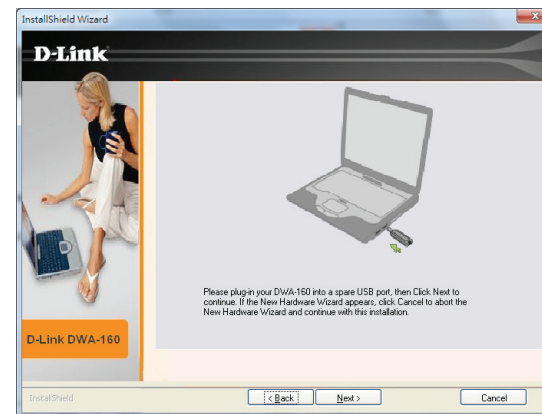 InstallShield Wizard
D-Link
Please plug-in your DWA-160 into a spare USB port, then Click Next to
continue. If the New Hardware Wizard appears, click Cancel to abort the
New Hardware Wizard and continue with this installation.
D-Link DWA-160
InstallShield
< Back
Next >
Cancel